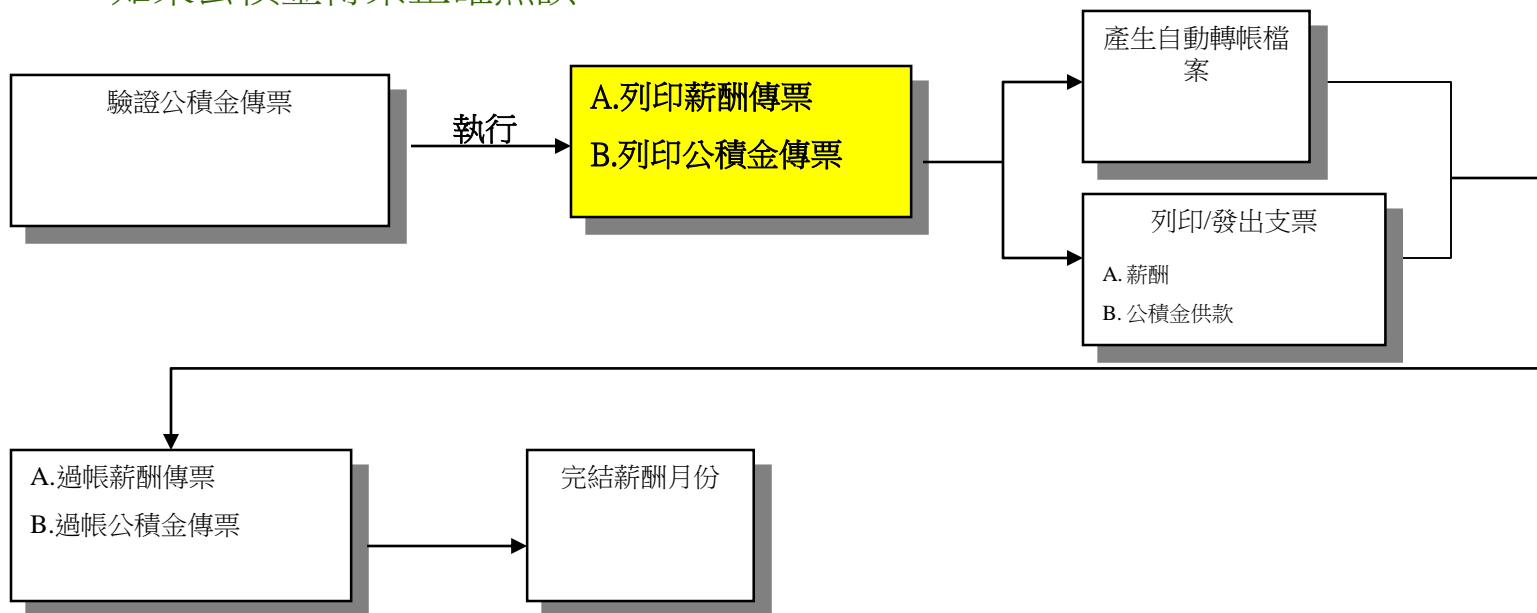 驗證公積金傳票
執行
A.列印薪酬傳票
B.列印公積金傳票
產生自動轉帳檔
案
列印/發出支票
A. 薪酬
B. 公積金供款
A.過帳薪酬傳票
B.過帳公積金傳票
完結薪酬月份